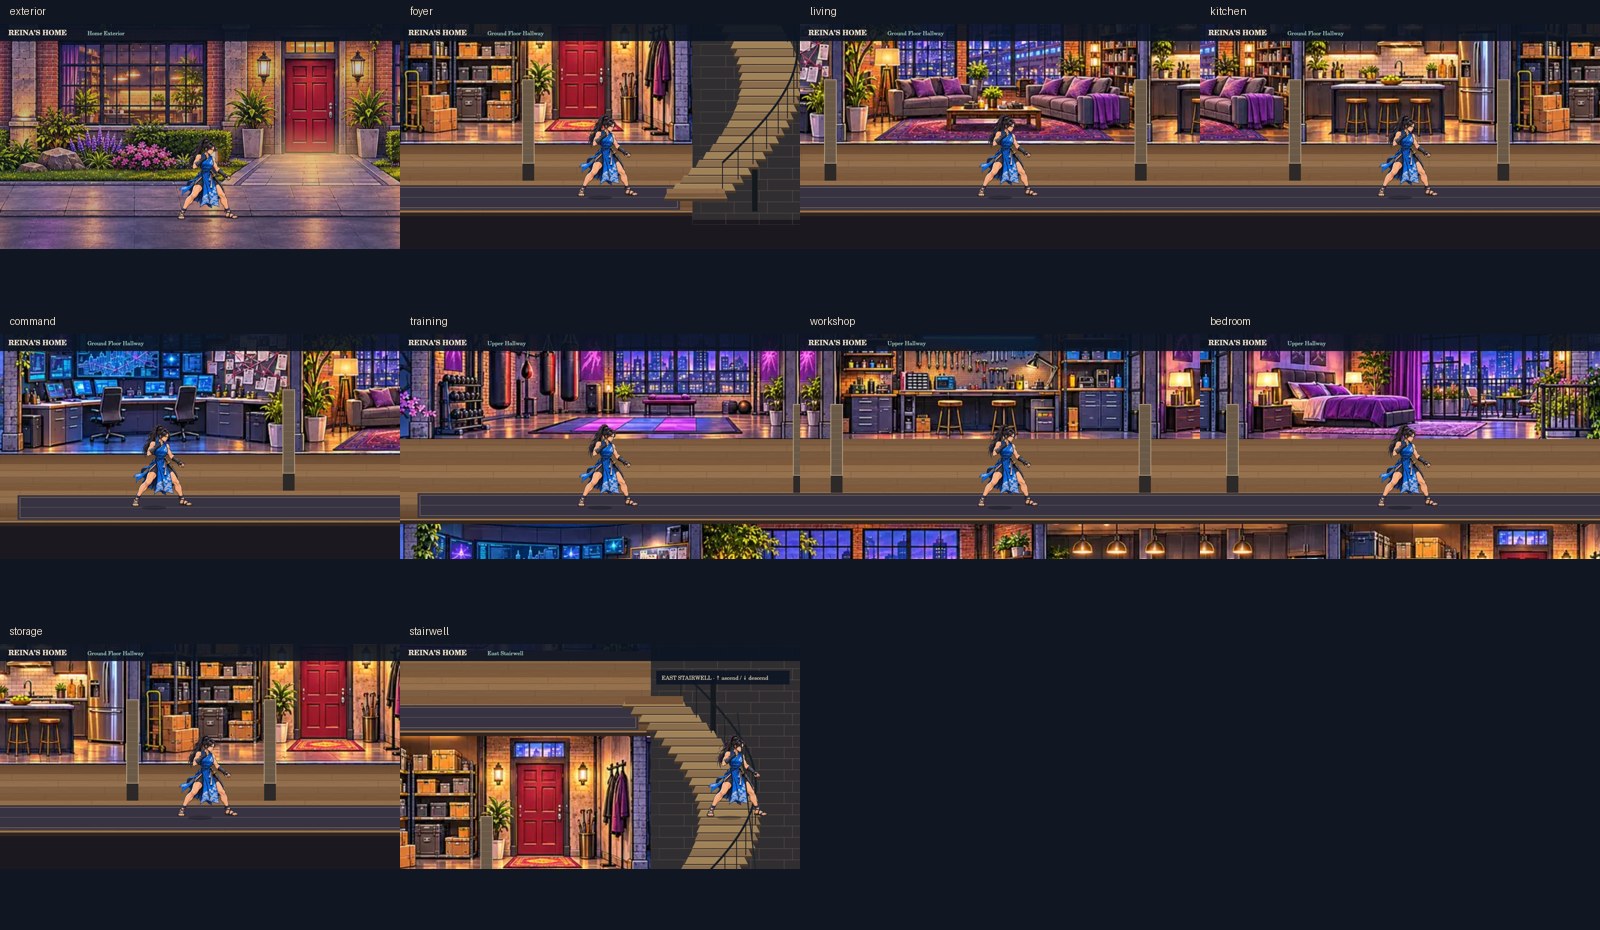 exterior
REINA'S HOME Home Exterior
foyer
REINA'S HOME Ground Floor Hallway
living
REINA'S HOME Ground Floor Hallway
kitchen
REINA'S HOME Ground Floor Hallway
command
REINA'S HOME Ground Floor Hallway
training
REINA'S HOME Upper Hallway
workshop
REINA'S HOME Upper Hallway
bedroom
REINA'S HOME Upper Hallway
storage
REINA'S HOME Ground Floor Hallway
stairwell
REINA'S HOME East Stairwell
EAST STAIRWELL · ↑ ascend / ↓ descend